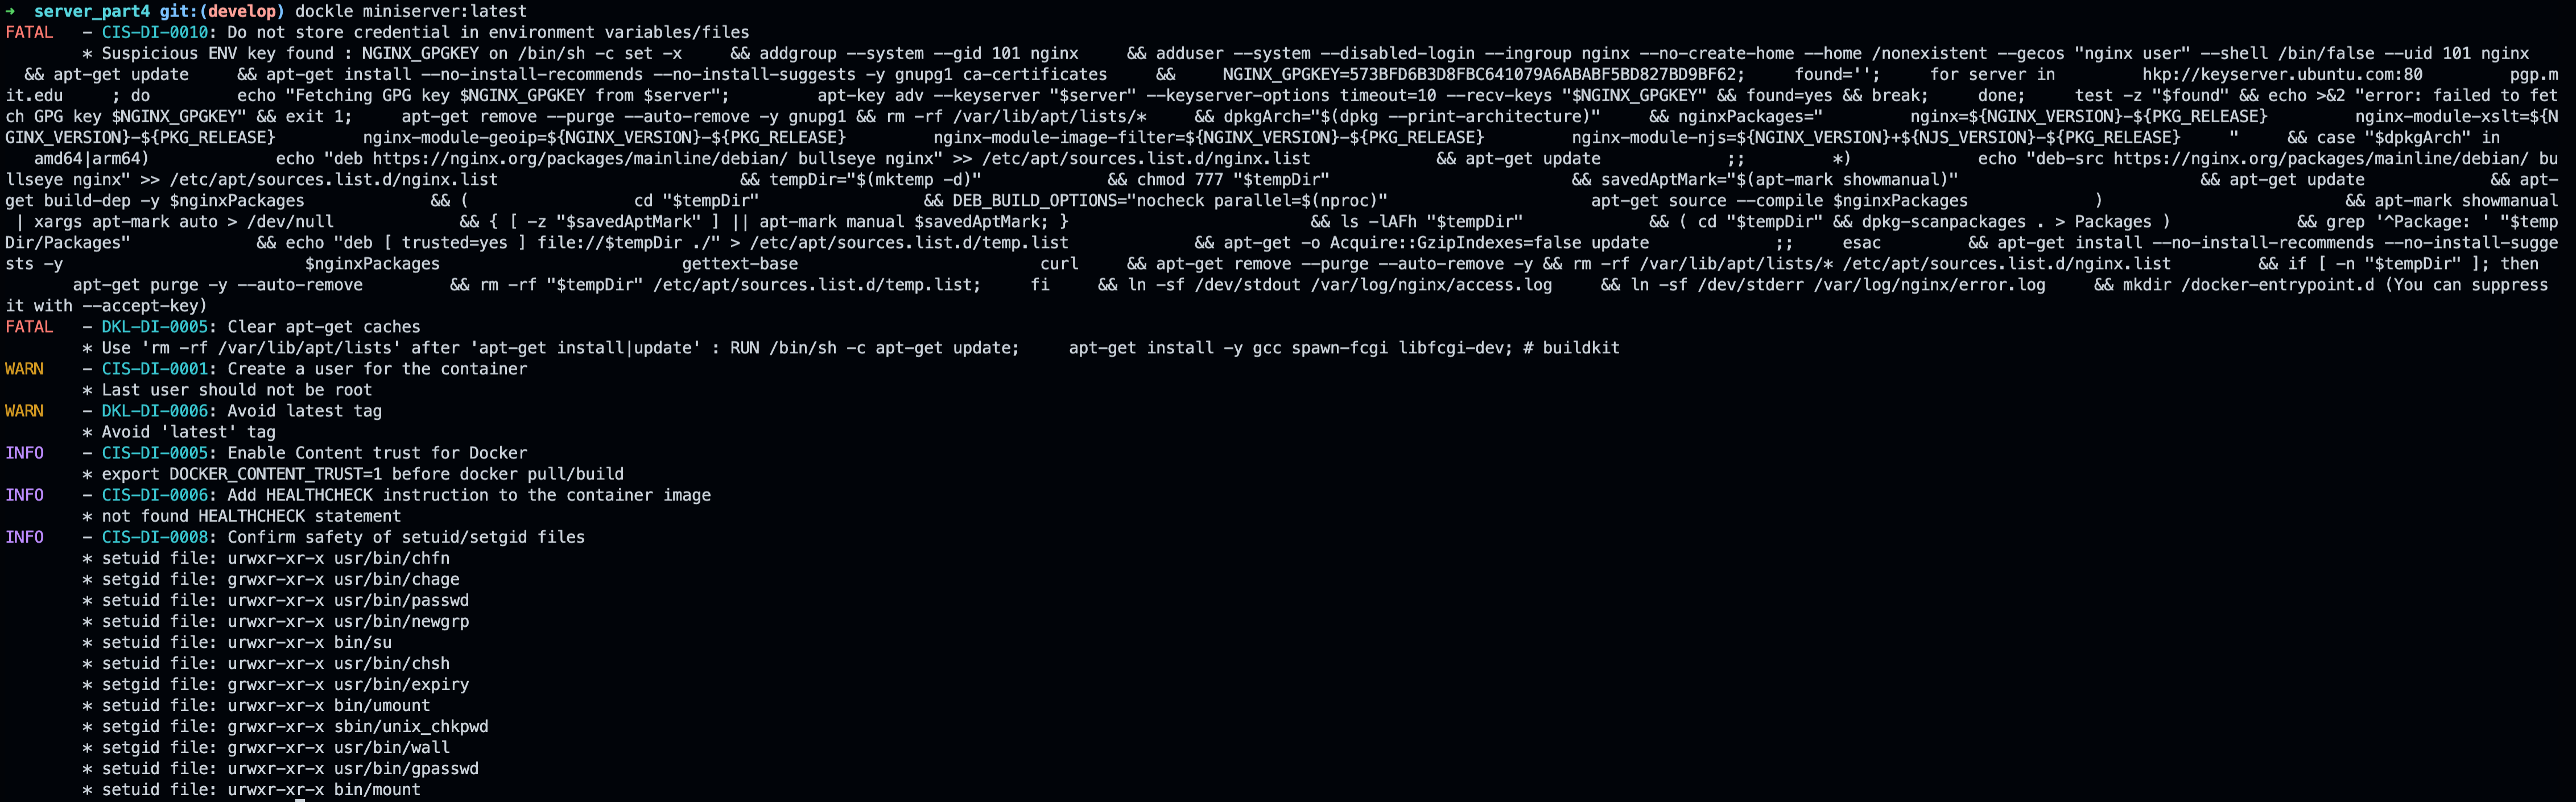 ➜  server_part4 git:(develop) dockle miniserver:latest
FATAL   - CIS-DI-0010: Do not store credential in environment variables/files
        * Suspicious ENV key found : NGINX_GPGKEY on /bin/sh -c set -x     && addgroup --system --gid 101 nginx     && adduser --system --disabled-login --ingroup nginx --no-create-home --home /nonexistent --gecos "nginx user" --shell /bin/false --uid 101 nginx
  && apt-get update     && apt-get install --no-install-recommends --no-install-suggests -y gnupg1 ca-certificates     &&     NGINX_GPGKEY=573BFD6B3D8FBC641079A6ABABF5BD827BD9BF62;     found='';     for server in         hkp://keyserver.ubuntu.com:80         pgp.m
it.edu     ; do         echo "Fetching GPG key $NGINX_GPGKEY from $server";         apt-key adv --keyserver "$server" --keyserver-options timeout=10 --recv-keys "$NGINX_GPGKEY" && found=yes && break;     done;     test -z "$found" && echo >&2 "error: failed to fet
ch GPG key $NGINX_GPGKEY" && exit 1;     apt-get remove --purge --auto-remove -y gnupg1 && rm -rf /var/lib/apt/lists/*     && dpkgArch="$(dpkg --print-architecture)"     && nginxPackages="         nginx=${NGINX_VERSION}-${PKG_RELEASE}         nginx-module-xslt=${N
GINX_VERSION}-${PKG_RELEASE}         nginx-module-geoip=${NGINX_VERSION}-${PKG_RELEASE}         nginx-module-image-filter=${NGINX_VERSION}-${PKG_RELEASE}         nginx-module-njs=${NGINX_VERSION}+${NJS_VERSION}-${PKG_RELEASE}     "     && case "$dpkgArch" in
   amd64|arm64)             echo "deb https://nginx.org/packages/mainline/debian/ bullseye nginx" >> /etc/apt/sources.list.d/nginx.list             && apt-get update             ;;         *)             echo "deb-src https://nginx.org/packages/mainline/debian/ bu
llseye nginx" >> /etc/apt/sources.list.d/nginx.list                         && tempDir="$(mktemp -d)"             && chmod 777 "$tempDir"                         && savedAptMark="$(apt-mark showmanual)"                         && apt-get update             && apt-
get build-dep -y $nginxPackages             && (                 cd "$tempDir"                 && DEB_BUILD_OPTIONS="nocheck parallel=$(nproc)"                     apt-get source --compile $nginxPackages             )                         && apt-mark showmanual
 | xargs apt-mark auto > /dev/null             && { [ -z "$savedAptMark" ] || apt-mark manual $savedAptMark; }                         && ls -lAFh "$tempDir"             && ( cd "$tempDir" && dpkg-scanpackages . > Packages )             && grep '^Package: ' "$temp
Dir/Packages"             && echo "deb [ trusted=yes ] file://$tempDir ./" > /etc/apt/sources.list.d/temp.list             && apt-get -o Acquire::GzipIndexes=false update             ;;     esac         && apt-get install --no-install-recommends --no-install-sugge
sts -y                         $nginxPackages                         gettext-base                         curl     && apt-get remove --purge --auto-remove -y && rm -rf /var/lib/apt/lists/* /etc/apt/sources.list.d/nginx.list         && if [ -n "$tempDir" ]; then
       apt-get purge -y --auto-remove         && rm -rf "$tempDir" /etc/apt/sources.list.d/temp.list;     fi     && ln -sf /dev/stdout /var/log/nginx/access.log     && ln -sf /dev/stderr /var/log/nginx/error.log     && mkdir /docker-entrypoint.d (You can suppress
it with --accept-key)
FATAL   - DKL-DI-0005: Clear apt-get caches
        * Use 'rm -rf /var/lib/apt/lists' after 'apt-get install|update' : RUN /bin/sh -c apt-get update;     apt-get install -y gcc spawn-fcgi libfcgi-dev; # buildkit
WARN    - CIS-DI-0001: Create a user for the container
        * Last user should not be root
WARN    - DKL-DI-0006: Avoid latest tag
        * Avoid 'latest' tag
INFO    - CIS-DI-0005: Enable Content trust for Docker
        * export DOCKER_CONTENT_TRUST=1 before docker pull/build
INFO    - CIS-DI-0006: Add HEALTHCHECK instruction to the container image
        * not found HEALTHCHECK statement
INFO    - CIS-DI-0008: Confirm safety of setuid/setgid files
        * setuid file: urwxr-xr-x usr/bin/chfn
        * setgid file: grwxr-xr-x usr/bin/chage
        * setuid file: urwxr-xr-x usr/bin/passwd
        * setuid file: urwxr-xr-x usr/bin/newgrp
        * setuid file: urwxr-xr-x bin/su
        * setuid file: urwxr-xr-x usr/bin/chsh
        * setgid file: grwxr-xr-x usr/bin/expiry
        * setuid file: urwxr-xr-x bin/umount
        * setgid file: grwxr-xr-x sbin/unix_chkpwd
        * setgid file: grwxr-xr-x usr/bin/wall
        * setuid file: urwxr-xr-x usr/bin/gpasswd
        * setuid file: urwxr-xr-x bin/mount